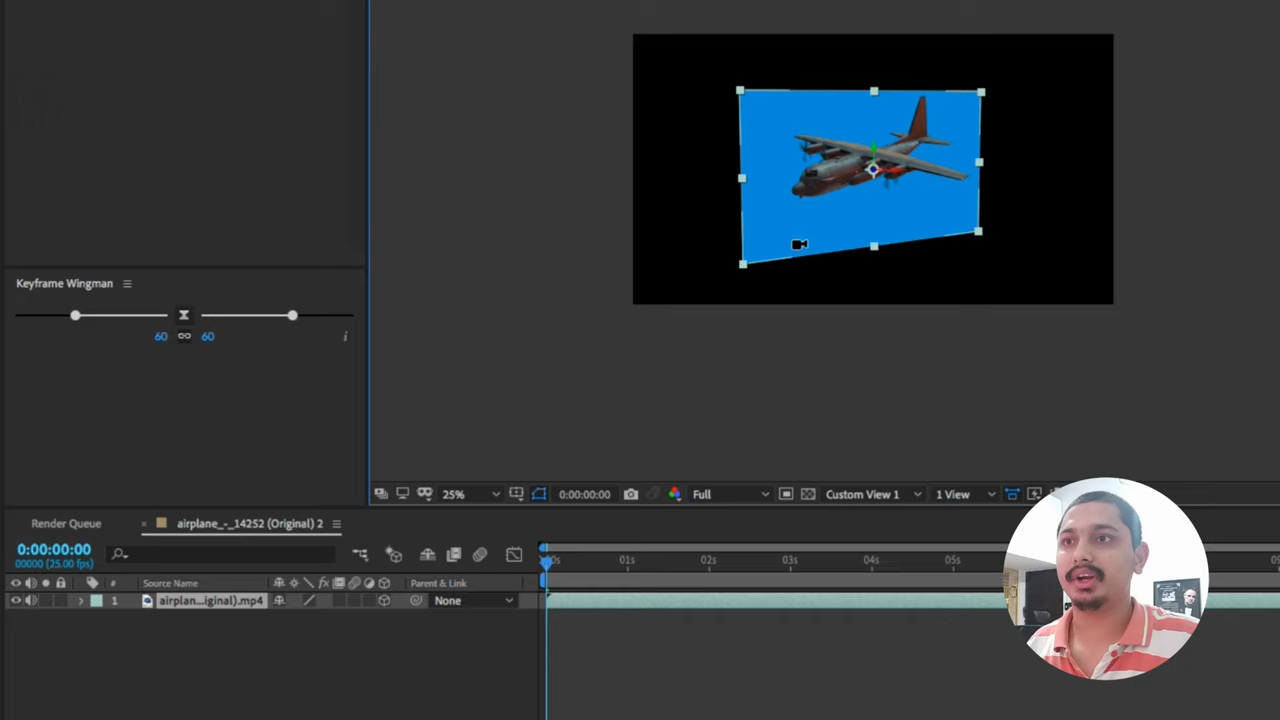 Keyframe Wingman
60 60 i
25% 0:00:00:00 Full Custom View 1 1 View
Render Queue × airplane_-_14252 (Original) 2
0:00:00:00
00000 (25.00 fps)
01s 02s 03s 04s 05s
# Source Name fx Parent & Link
1 airplan...iginal).mp4 None